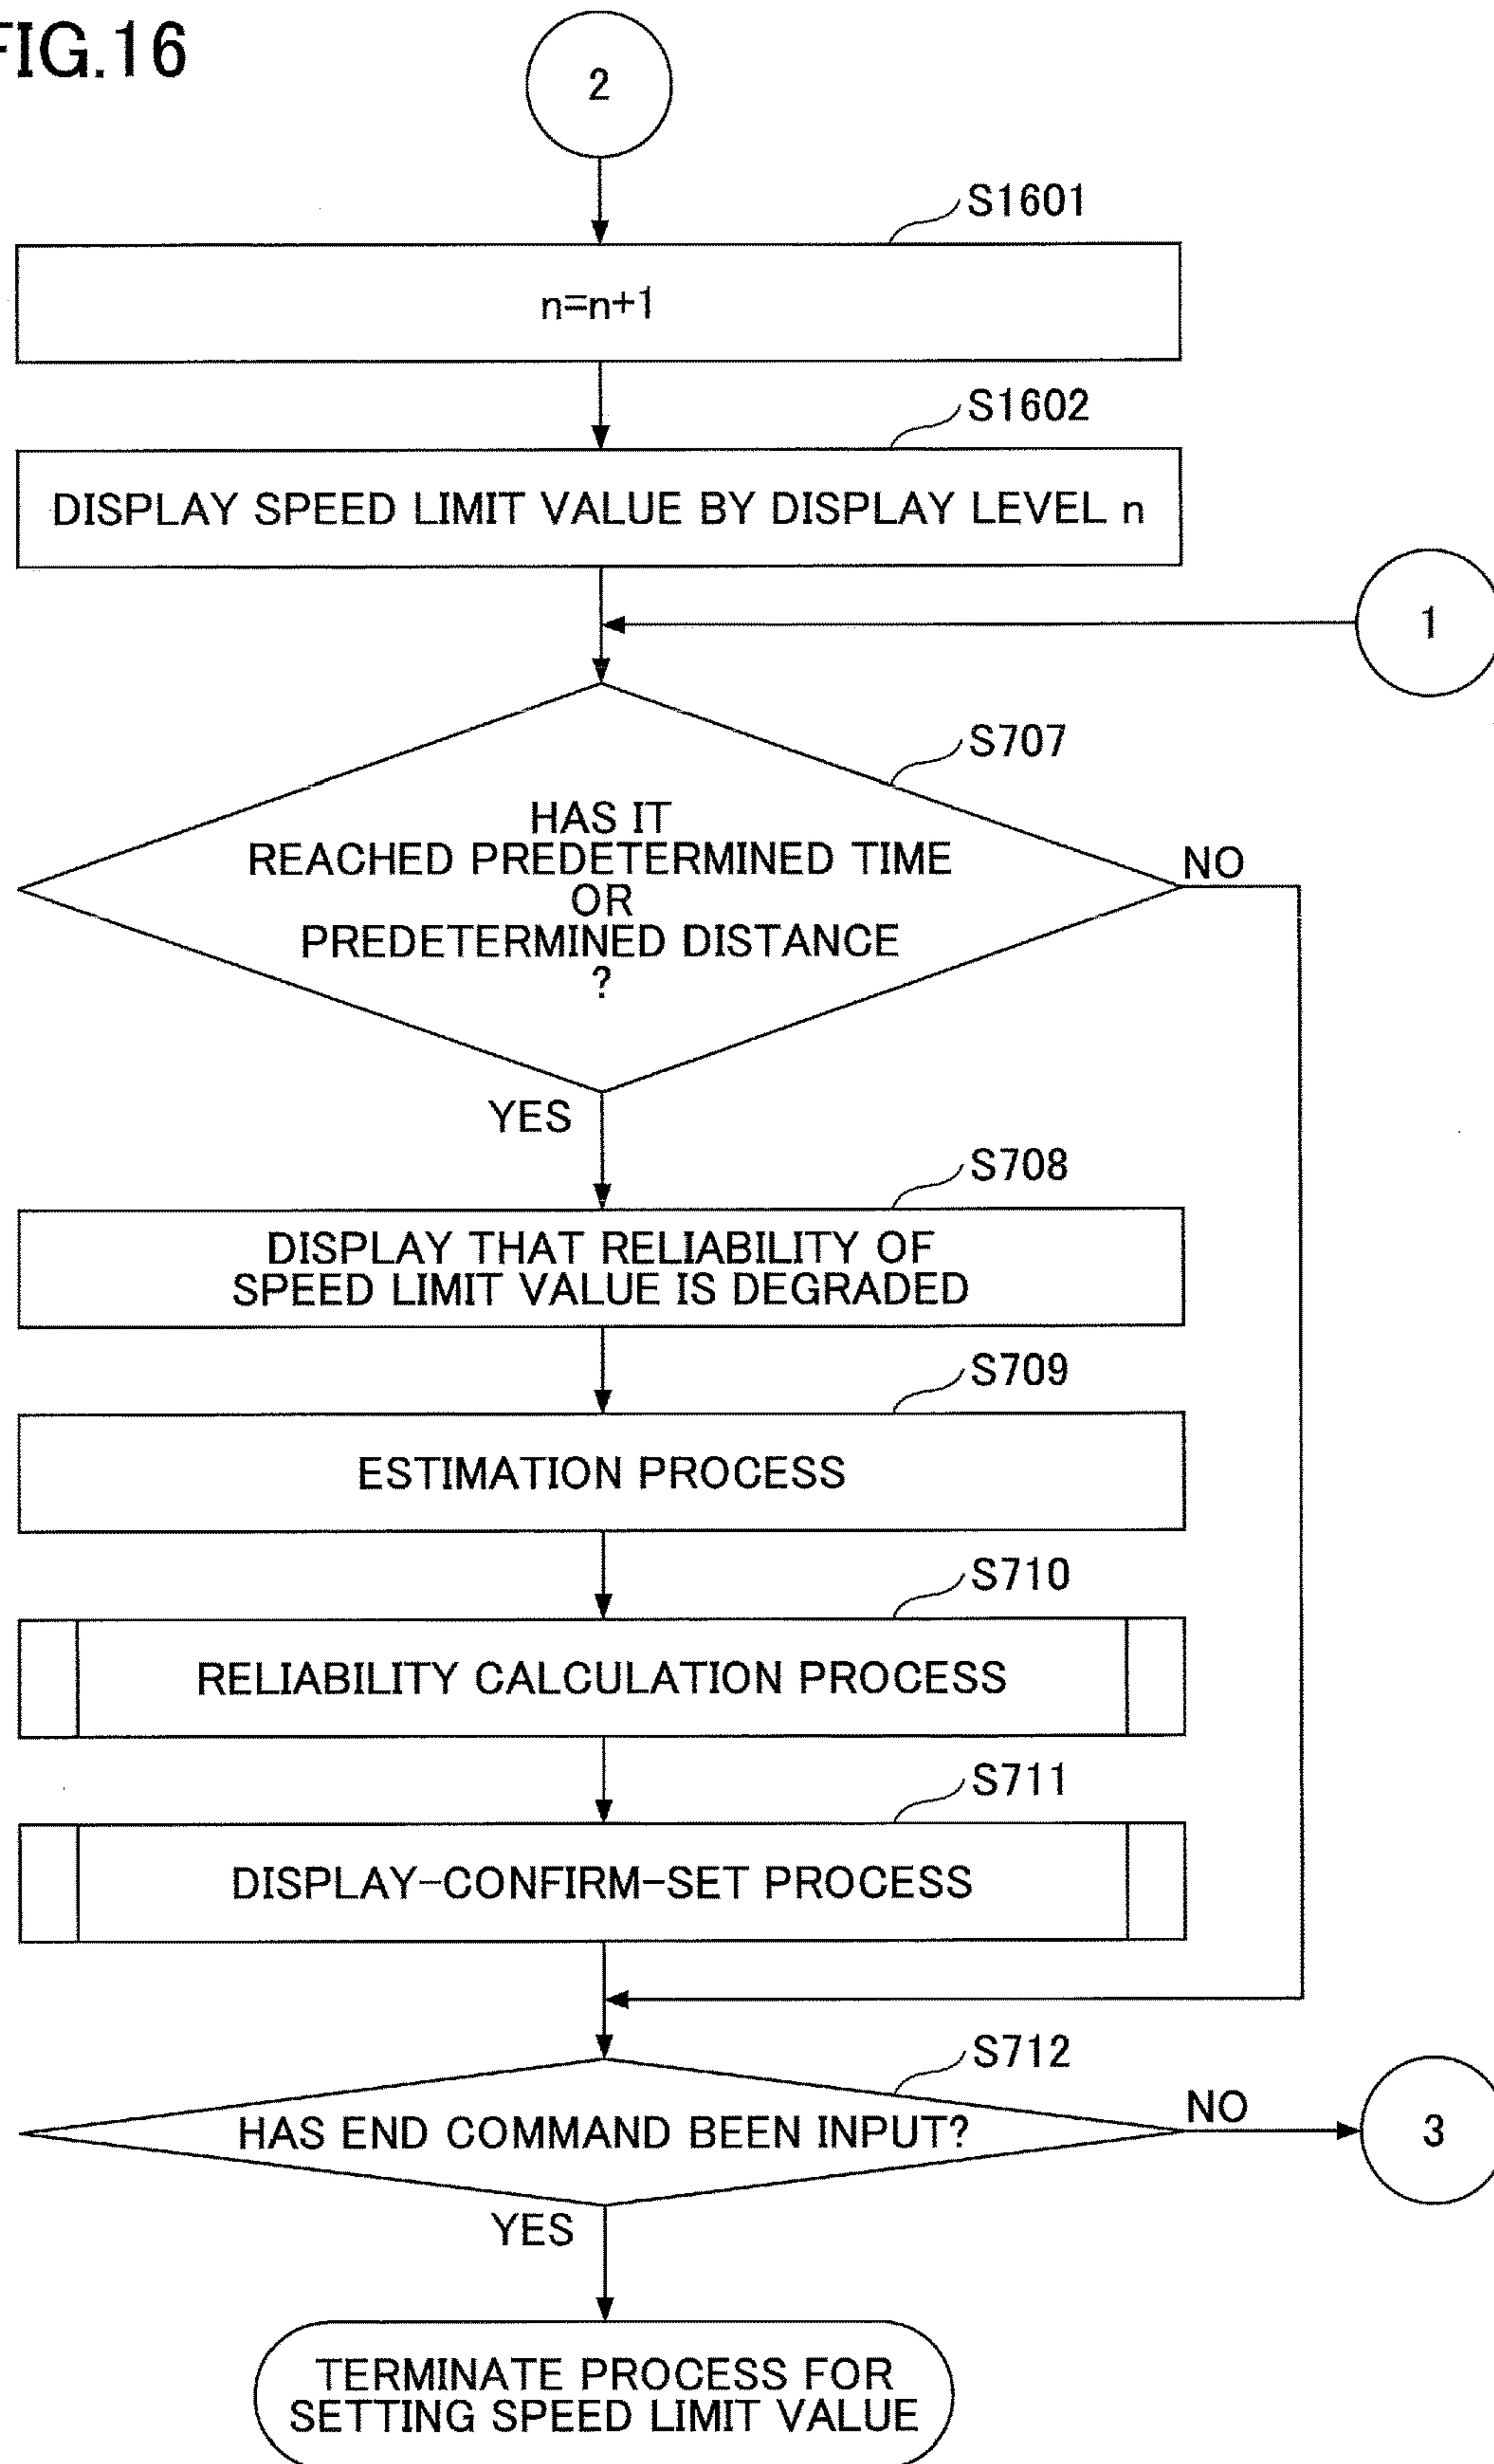 FIG.16
2
S1601
n=n+1
S1602
DISPLAY SPEED LIMIT VALUE BY DISPLAY LEVEL n
1
S707
HAS IT
REACHED PREDETERMINED TIME
OR
PREDETERMINED DISTANCE
?
NO
YES
S708
DISPLAY THAT RELIABILITY OF
SPEED LIMIT VALUE IS DEGRADED
S709
ESTIMATION PROCESS
S710
RELIABILITY CALCULATION PROCESS
S711
DISPLAY-CONFIRM-SET PROCESS
S712
HAS END COMMAND BEEN INPUT?
NO
3
YES
TERMINATE PROCESS FOR
SETTING SPEED LIMIT VALUE